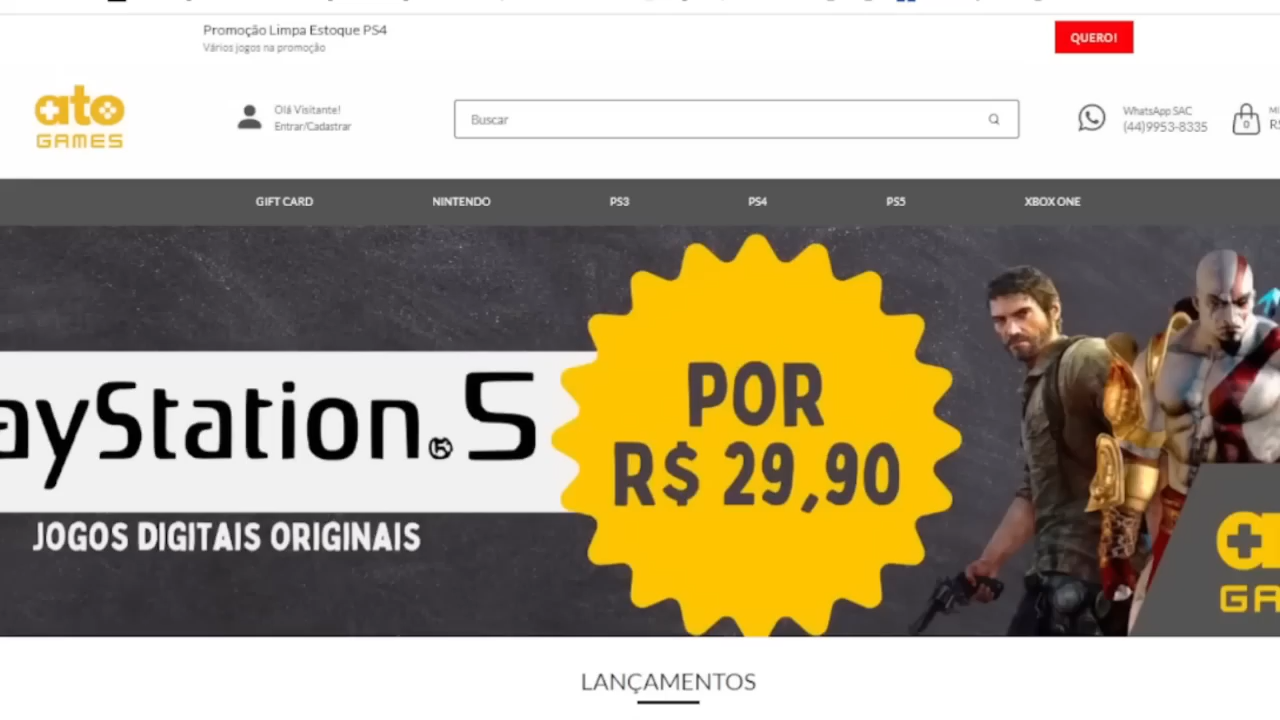 Promoção Limpa Estoque PS4
Vários jogos na promoção
QUERO!
ato
GAMES
Olá Visitante!
Entrar/Cadastrar
Buscar
WhatsApp SAC
(44)9953-8335
0
GIFT CARD
NINTENDO
PS3
PS4
PS5
XBOX ONE
ayStation 5
POR
R$ 29,90
JOGOS DIGITAIS ORIGINAIS
GA
LANÇAMENTOS